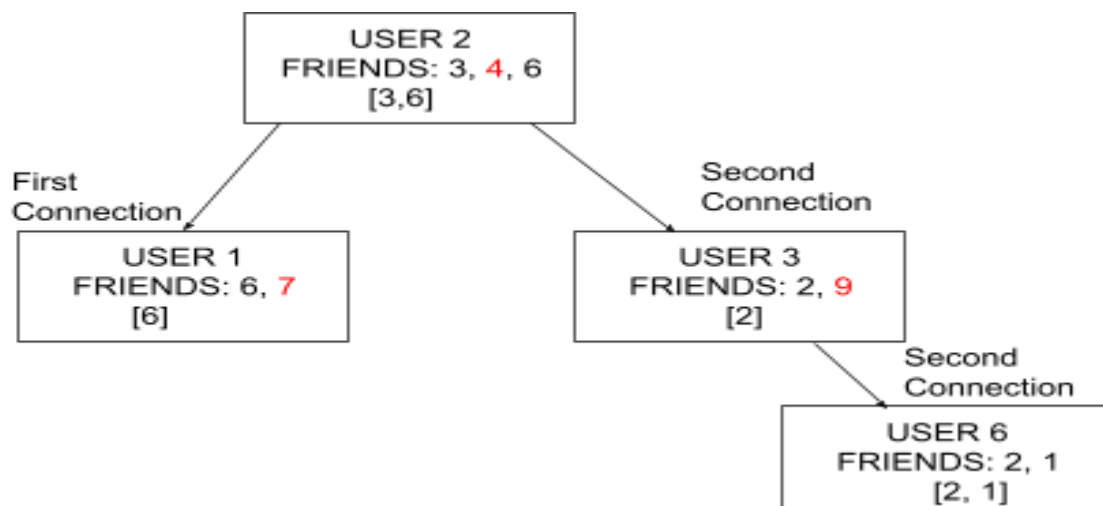 USER 2
FRIENDS: 3, 4, 6
[3,6]
First
Connection
Second
Connection
USER 1
FRIENDS: 6, 7
[6]
USER 3
FRIENDS: 2, 9
[2]
Second
Connection
USER 6
FRIENDS: 2, 1
[2, 1]